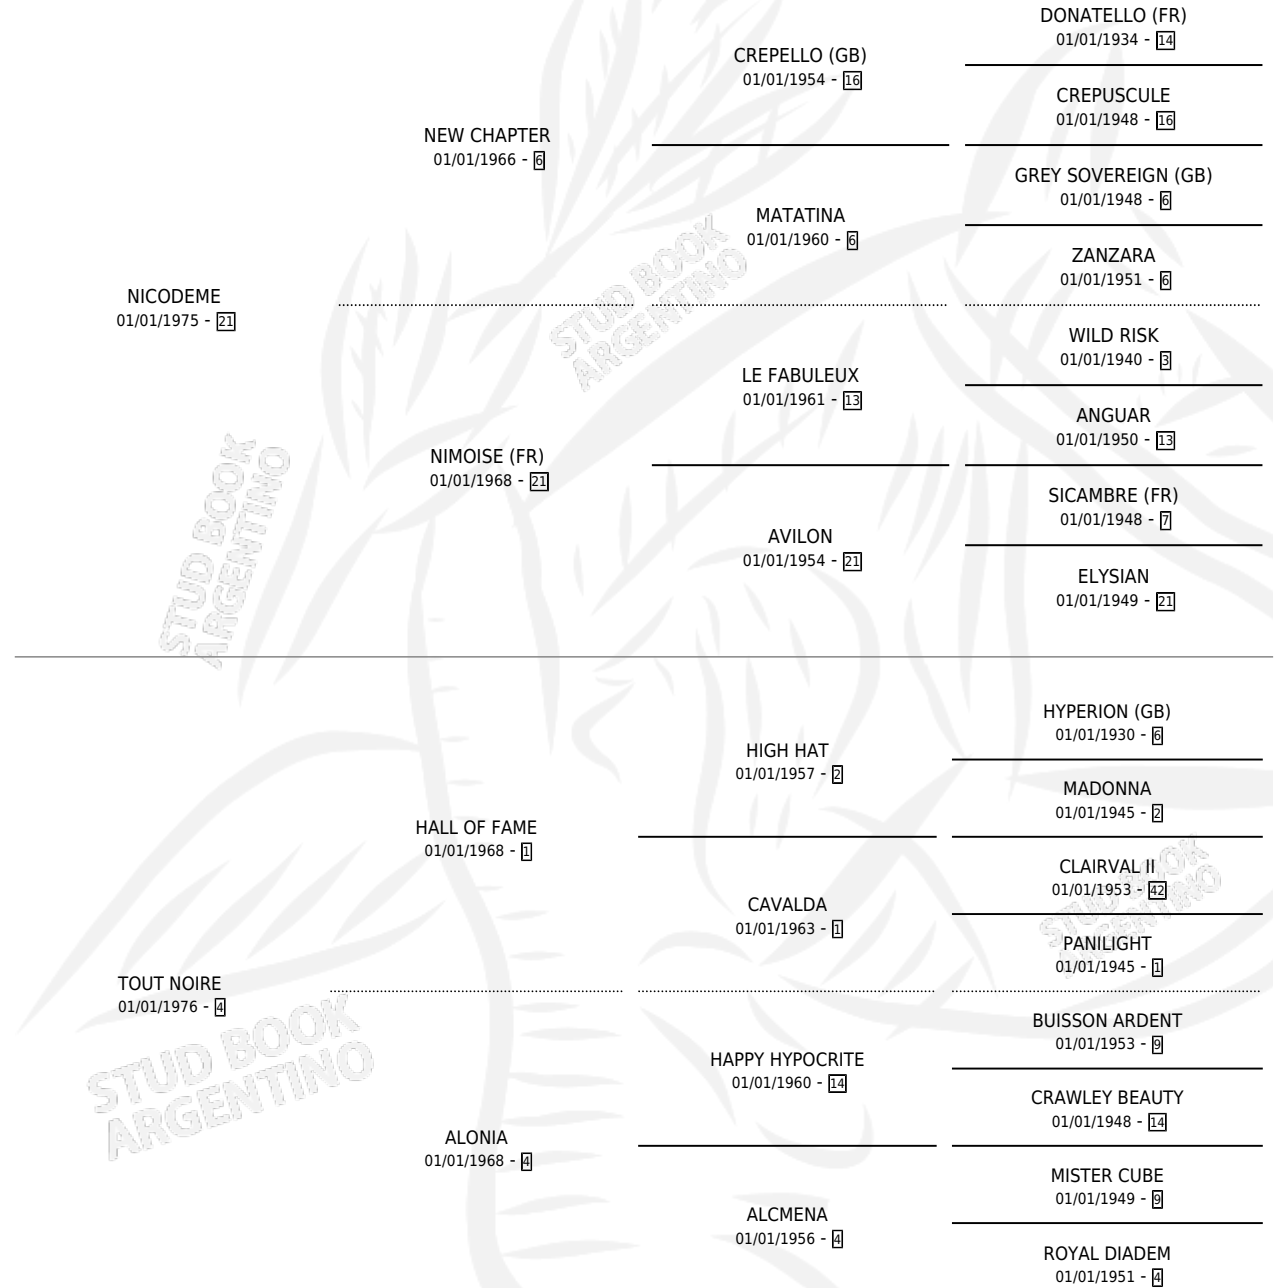 DONATELLO (FR)
01/01/1934 - 14
CREPELLO (GB)
01/01/1954 - 16
CREPUSCULE
01/01/1948 - 16
NEW CHAPTER
01/01/1966 - 6
GREY SOVEREIGN (GB)
01/01/1948 - 6
MATATINA
01/01/1960 - 6
ZANZARA
01/01/1951 - 6
NICODEME
01/01/1975 - 21
WILD RISK
01/01/1940 - 3
LE FABULEUX
01/01/1961 - 13
ANGUAR
01/01/1950 - 13
NIMOISE (FR)
01/01/1968 - 21
SICAMBRE (FR)
01/01/1948 - 7
AVILON
01/01/1954 - 21
ELYSIAN
01/01/1949 - 21
HYPERION (GB)
01/01/1930 - 6
HIGH HAT
01/01/1957 - 2
MADONNA
01/01/1945 - 2
HALL OF FAME
01/01/1968 - 1
CLAIRVAL II
01/01/1953 - 42
CAVALDA
01/01/1963 - 1
PANILIGHT
01/01/1945 - 1
TOUT NOIRE
01/01/1976 - 4
BUISSON ARDENT
01/01/1953 - 9
HAPPY HYPOCRITE
01/01/1960 - 14
CRAWLEY BEAUTY
01/01/1948 - 14
ALONIA
01/01/1968 - 4
MISTER CUBE
01/01/1949 - 9
ALCMENA
01/01/1956 - 4
ROYAL DIADEM
01/01/1951 - 4
STUD BOOK
ARGENTINO
STUD BOOK
ARGENTINO
STUD BOOK
ARGENTINO
STUD BOOK
ARGENTINO